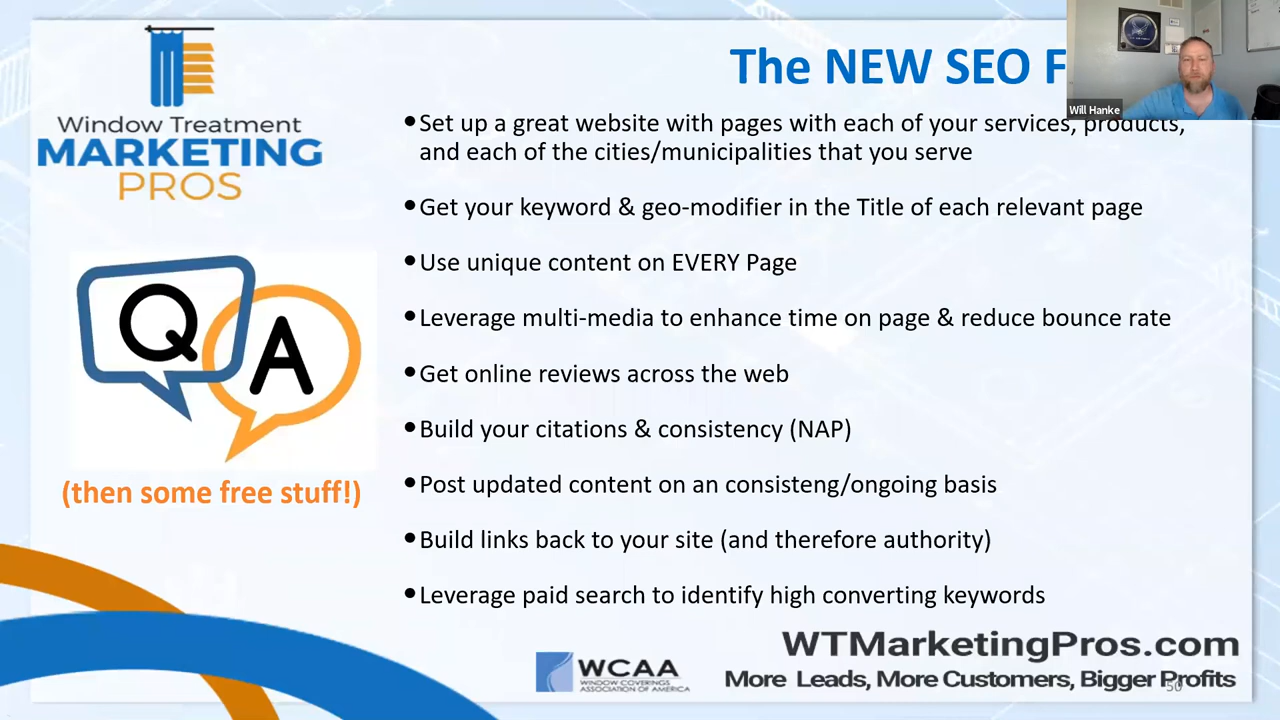 Window Treatment
MARKETING
PROS
The NEW SEO F
Will Hanke
•Set up a great website with pages with each of your services, products,
and each of the cities/municipalities that you serve
•Get your keyword & geo-modifier in the Title of each relevant page
•Use unique content on EVERY Page
•Leverage multi-media to enhance time on page & reduce bounce rate
•Get online reviews across the web
•Build your citations & consistency (NAP)
•Post updated content on an consisteng/ongoing basis
•Build links back to your site (and therefore authority)
•Leverage paid search to identify high converting keywords
Q
A
(then some free stuff!)
WCAA
WINDOW COVERINGS
ASSOCIATION OF AMERICA
WTMarketingPros.com
More Leads, More Customers, Bigger Profits
50